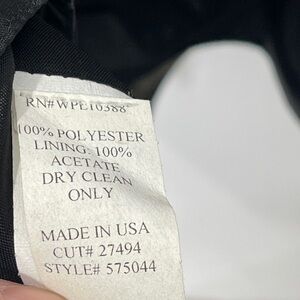 RN#WPE10388
100% POLYESTER
LINING: 100%
ACETATE
DRY CLEAN
ONLY
MADE IN USA
CUT# 27494
STYLE# 575044